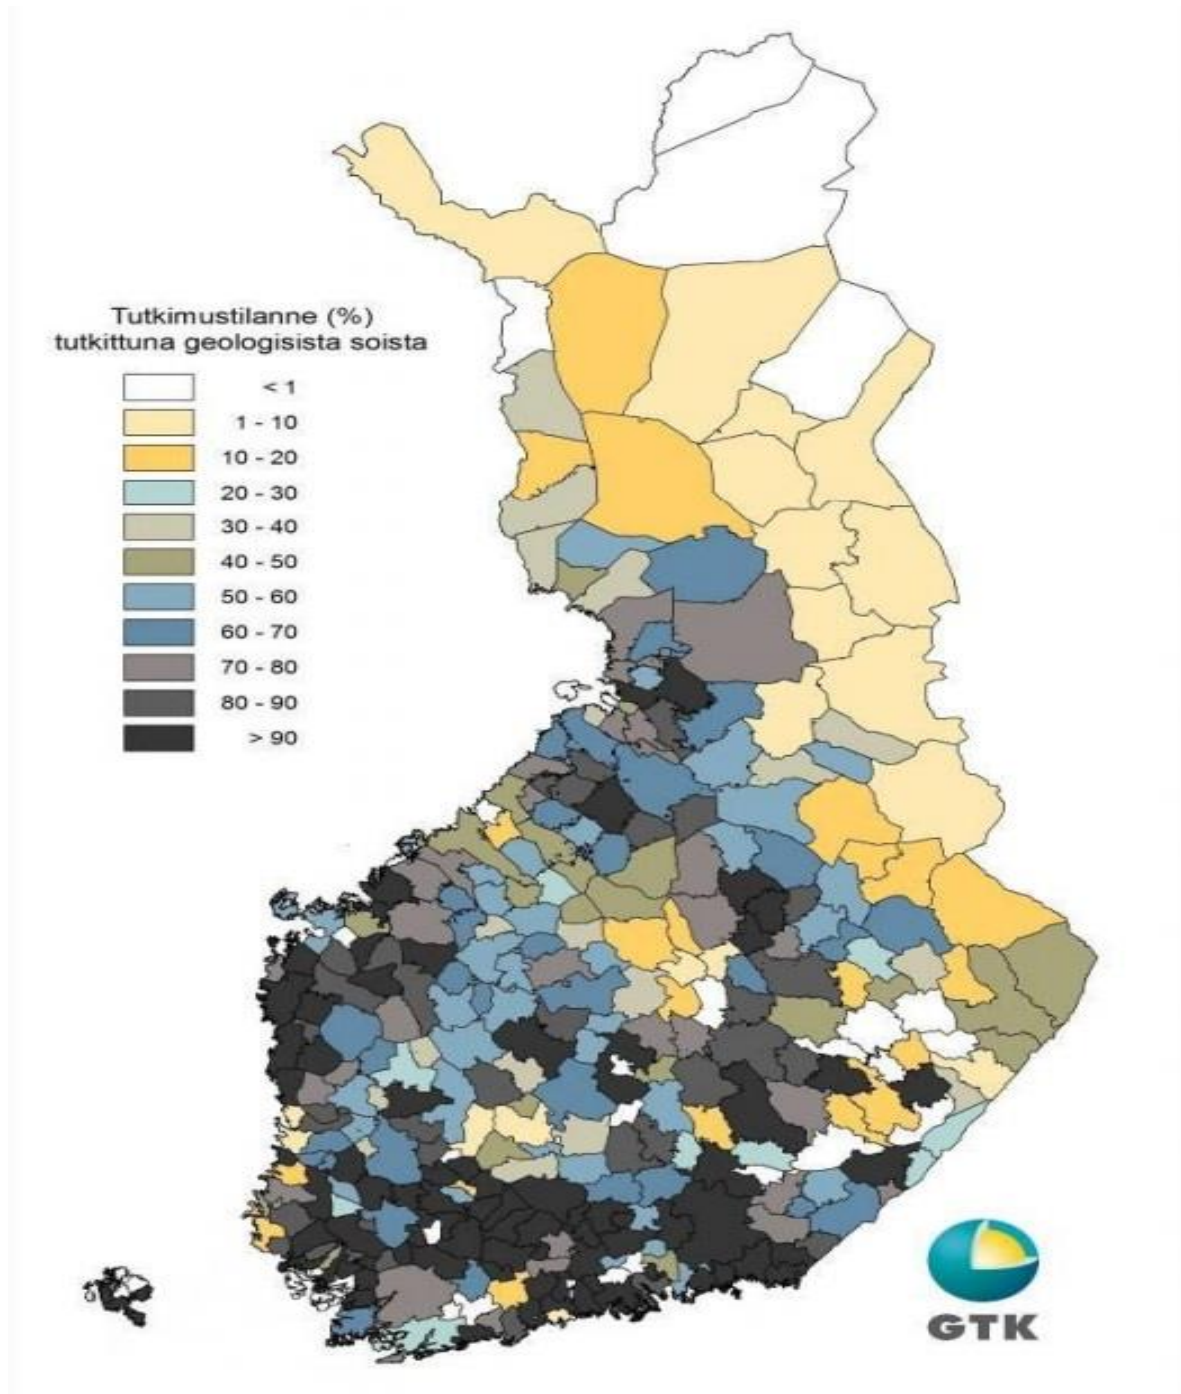 Tutkimustilanne (%)
tutkittuna geologisista soista
< 1
1 - 10
10 - 20
20 - 30
30 - 40
40 - 50
50 - 60
60 - 70
70 - 80
80 - 90
> 90
GTK